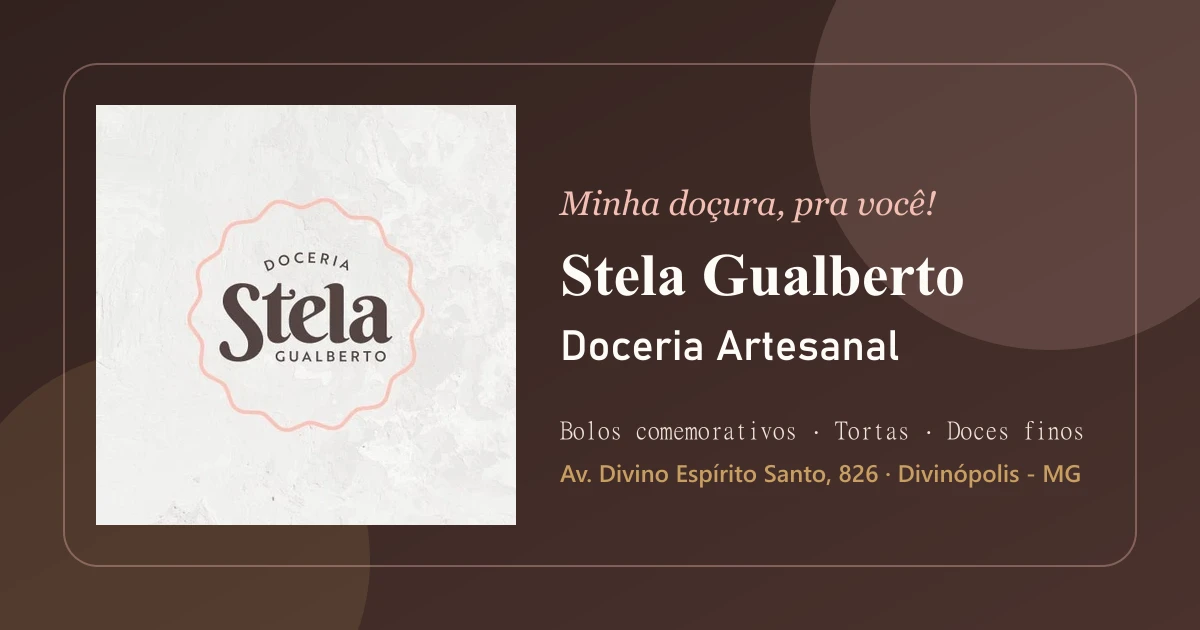 DOCERIA
Stela
GUALBERTO
Minha doçura, pra você!
Stela Gualberto
Doceria Artesanal
Bolos comemorativos · Tortas · Doces finos
Av. Divino Espírito Santo, 826 · Divinópolis - MG